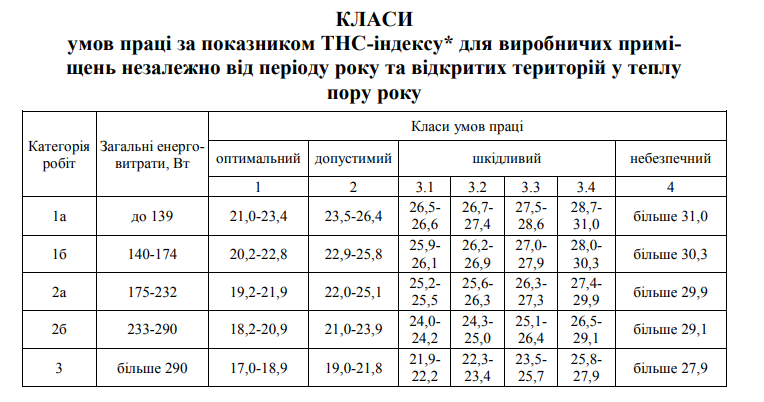 КЛАСИ
умов праці за показником ТНС-індексу* для виробничих примі-
щень незалежно від періоду року та відкритих територій у теплу
пору року
Категорія робіт | Загальні енерго-витрати, Вт | Класи умов праці
оптимальний | допустимий | шкідливий | небезпечний
1 | 2 | 3.1 | 3.2 | 3.3 | 3.4 | 4
1а | до 139 | 21,0-23,4 | 23,5-26,4 | 26,5-26,6 | 26,7-27,4 | 27,5-28,6 | 28,7-31,0 | більше 31,0
1б | 140-174 | 20,2-22,8 | 22,9-25,8 | 25,9-26,1 | 26,2-26,9 | 27,0-27,9 | 28,0-30,3 | більше 30,3
2а | 175-232 | 19,2-21,9 | 22,0-25,1 | 25,2-25,5 | 25,6-26,3 | 26,3-27,3 | 27,4-29,9 | більше 29,9
2б | 233-290 | 18,2-20,9 | 21,0-23,9 | 24,0-24,2 | 24,3-25,0 | 25,1-26,4 | 26,5-29,1 | більше 29,1
3 | більше 290 | 17,0-18,9 | 19,0-21,8 | 21,9-22,2 | 22,3-23,4 | 23,5-25,7 | 25,8-27,9 | більше 27,9